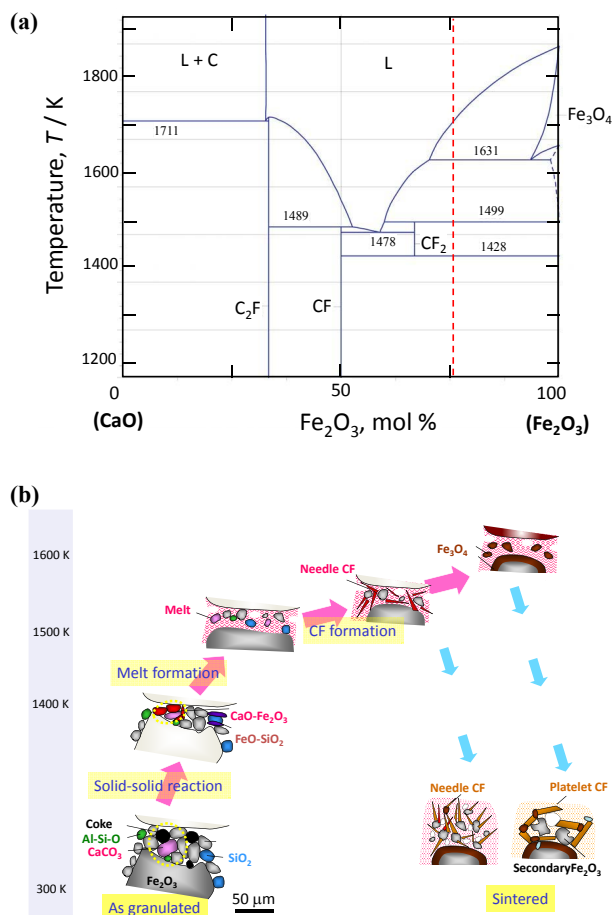 (a)
1800
1600
1400
1200
Temperature, T / K
L + C
L
Fe3O4
1711
1631
1489
1499
1478
CF2
1428
C2F
CF
0
50
100
(CaO)
Fe2O3, mol %
(Fe2O3)
(b)
1600 K
1500 K
1400 K
300 K
Fe3O4
Needle CF
Melt
CF formation
Melt formation
CaO-Fe2O3
FeO-SiO2
Solid-solid reaction
Coke
Al-Si-O
CaCO3
SiO2
Fe2O3
As granulated
50 μm
Needle CF
Platelet CF
SecondaryFe2O3
Sintered